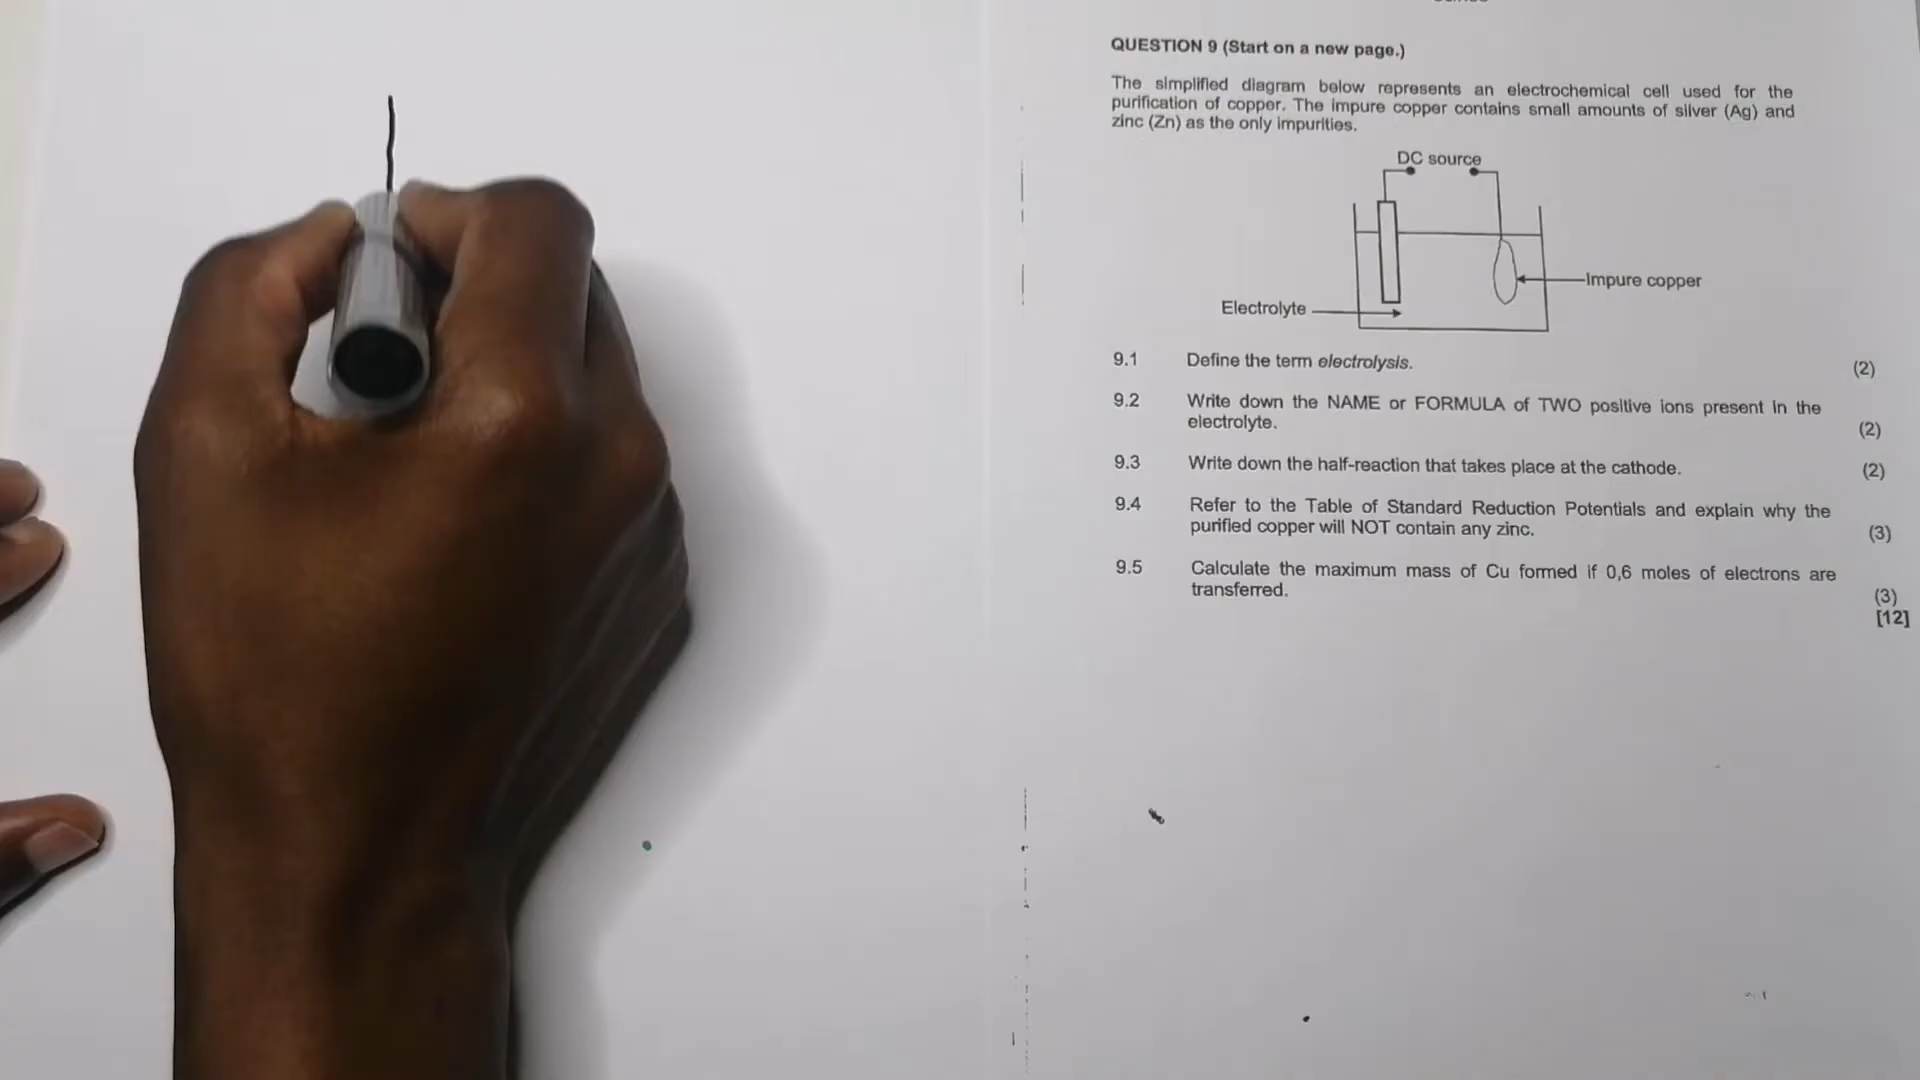 QUESTION 9 (Start on a new page.)
The simplified diagram below represents an electrochemical cell used for the
purification of copper. The impure copper contains small amounts of silver (Ag) and
zinc (Zn) as the only impurities.
DC source
Impure copper
Electrolyte
9.1 Define the term electrolysis. (2)
9.2 Write down the NAME or FORMULA of TWO positive ions present in the
electrolyte. (2)
9.3 Write down the half-reaction that takes place at the cathode. (2)
9.4 Refer to the Table of Standard Reduction Potentials and explain why the
purified copper will NOT contain any zinc. (3)
9.5 Calculate the maximum mass of Cu formed if 0,6 moles of electrons are
transferred. (3)
[12]